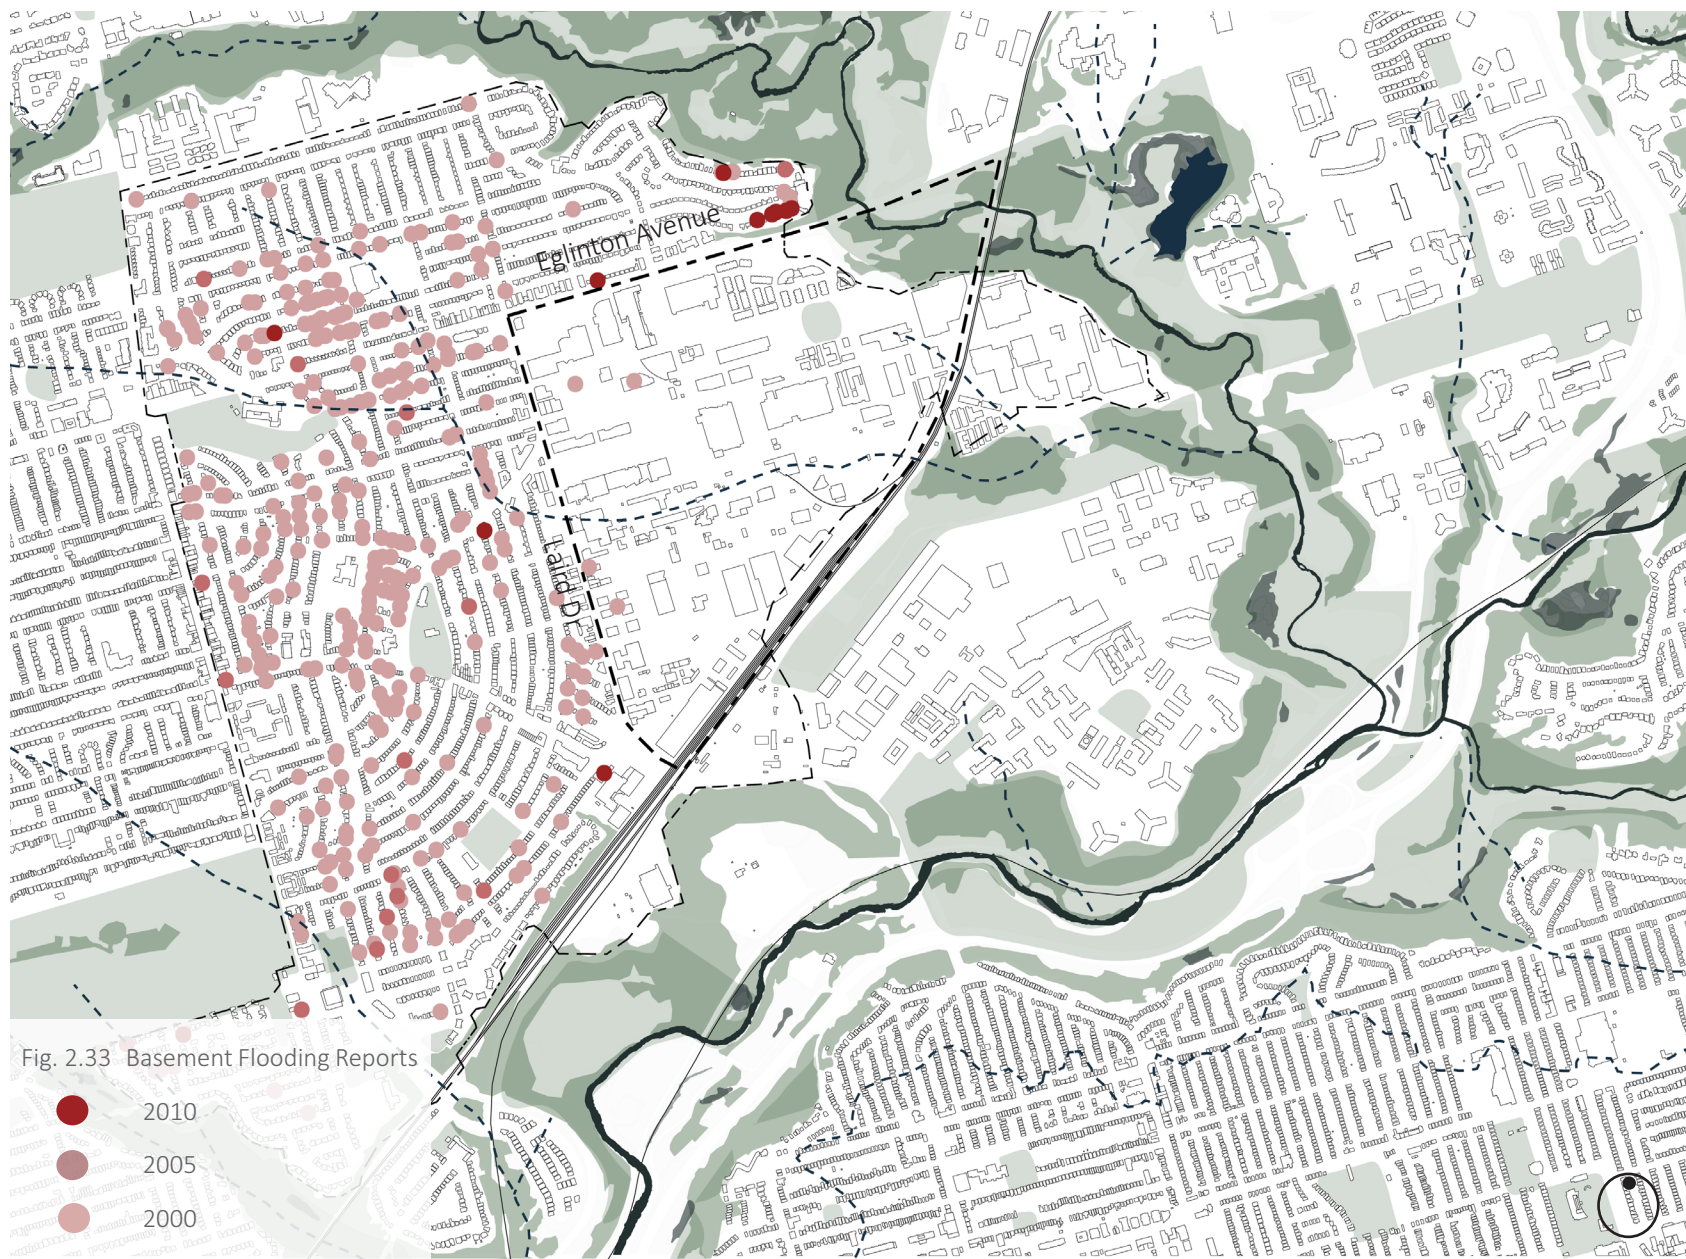 Eglinton Avenue
Laird Dr
Fig. 2.33 Basement Flooding Reports
2010
2005
2000